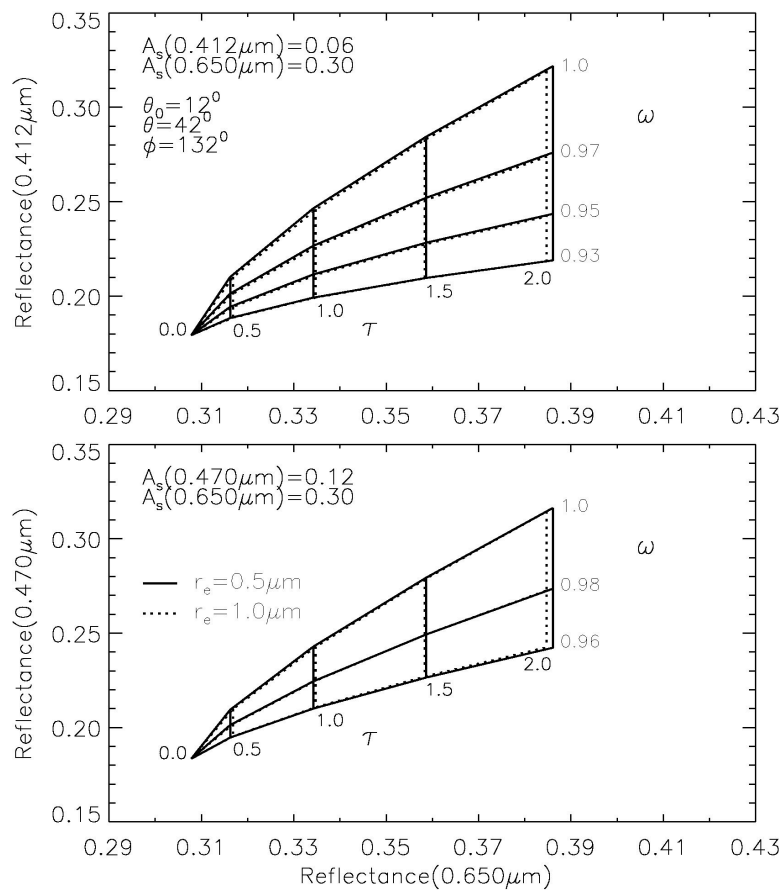 A_s(0.412μm)=0.06
A_s(0.650μm)=0.30
θ_0=12^0
θ=42^0
φ=132^0
Reflectance(0.412μm)
0.35
0.30
0.25
0.20
0.15
1.0
ω
0.97
0.95
0.93
0.0
0.5
1.0
1.5
2.0
τ
0.29 0.31 0.33 0.35 0.37 0.39 0.41 0.43
A_s(0.470μm)=0.12
A_s(0.650μm)=0.30
Reflectance(0.470μm)
0.35
0.30
0.25
0.20
0.15
r_e=0.5μm
r_e=1.0μm
1.0
ω
0.98
0.96
0.0
0.5
1.0
1.5
2.0
τ
0.29 0.31 0.33 0.35 0.37 0.39 0.41 0.43
Reflectance(0.650μm)